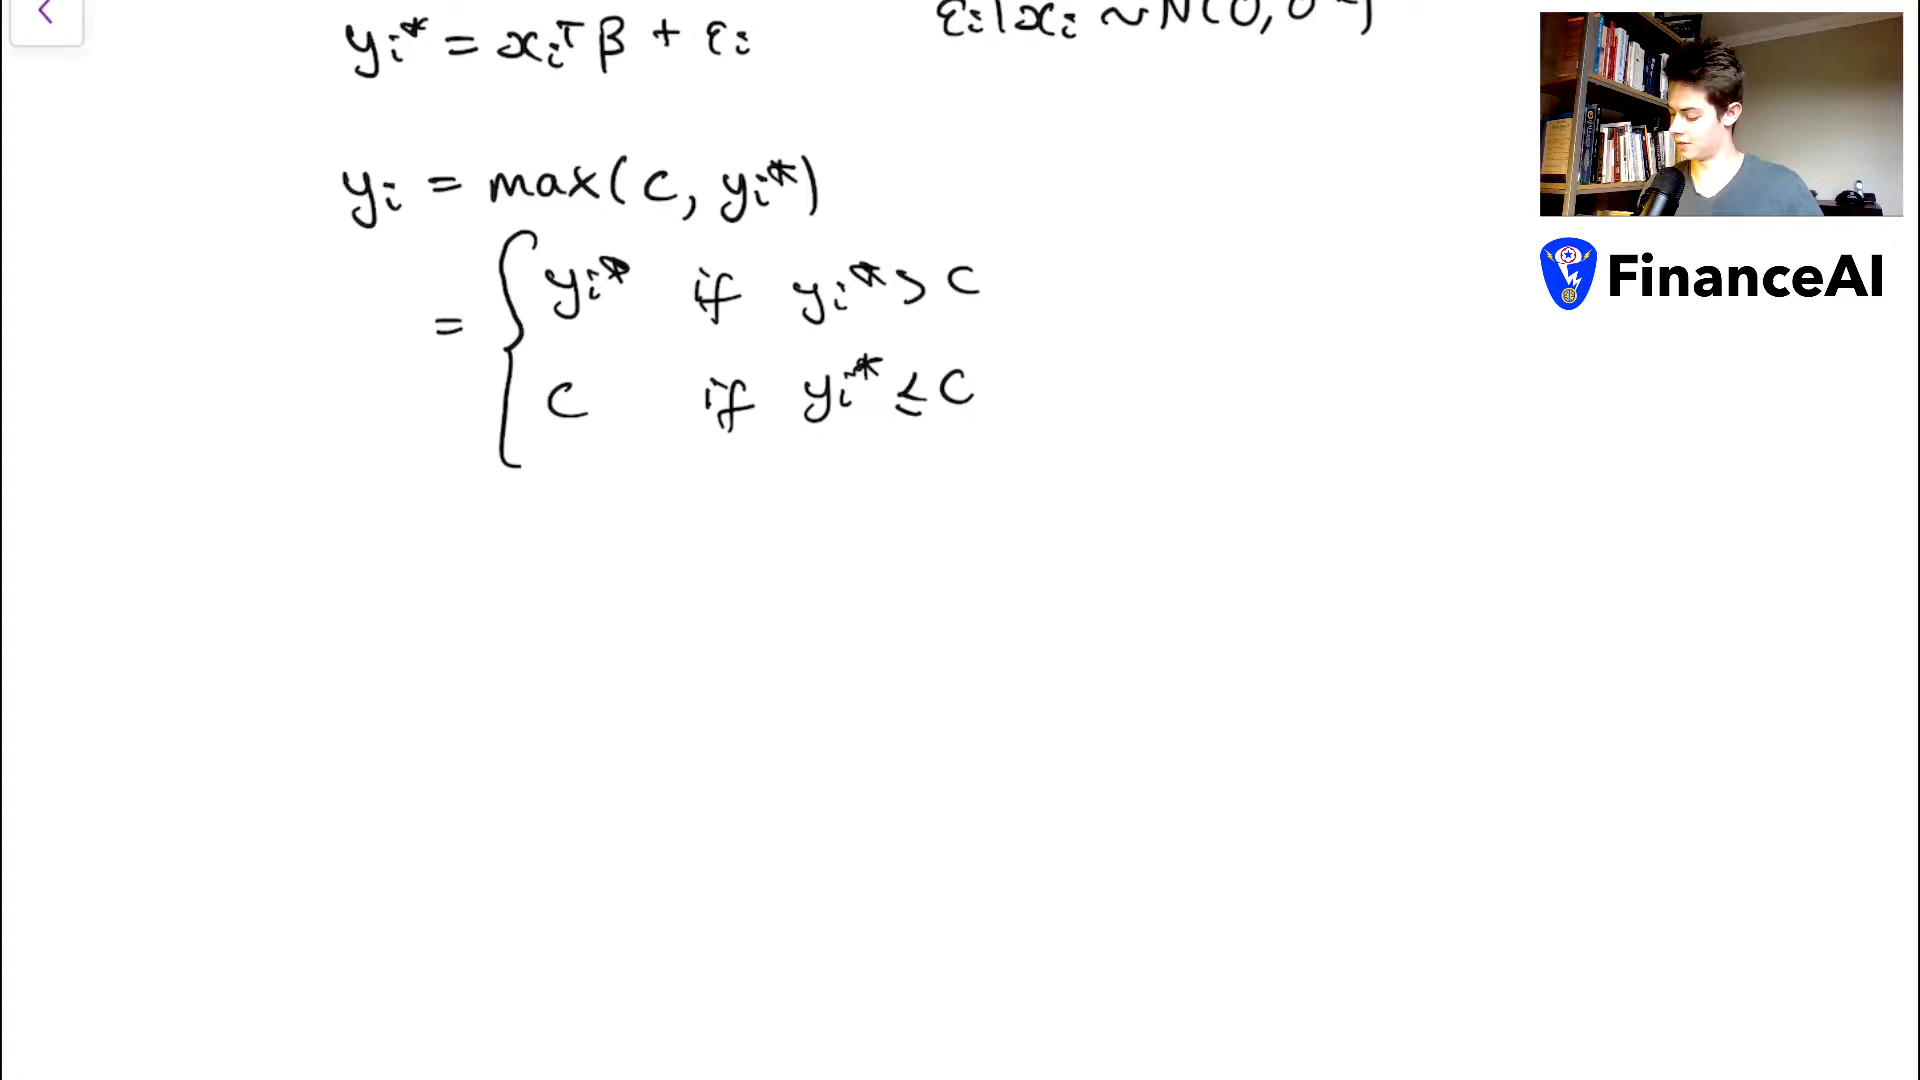 yᵢ* = xᵢᵀβ + εᵢ    εᵢ|xᵢ ~ N(0, σ²)
yᵢ = max(c, yᵢ*)
= { yᵢ* if yᵢ* > c
c if yᵢ* ≤ c
FinanceAI